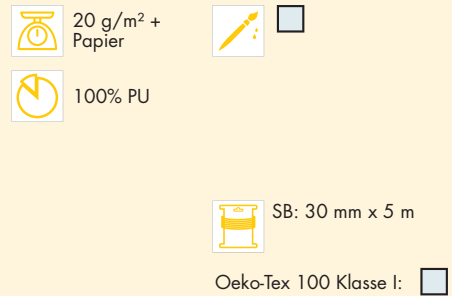 20 g/m² +
Papier
100% PU
SB: 30 mm x 5 m
Oeko-Tex 100 Klasse I: